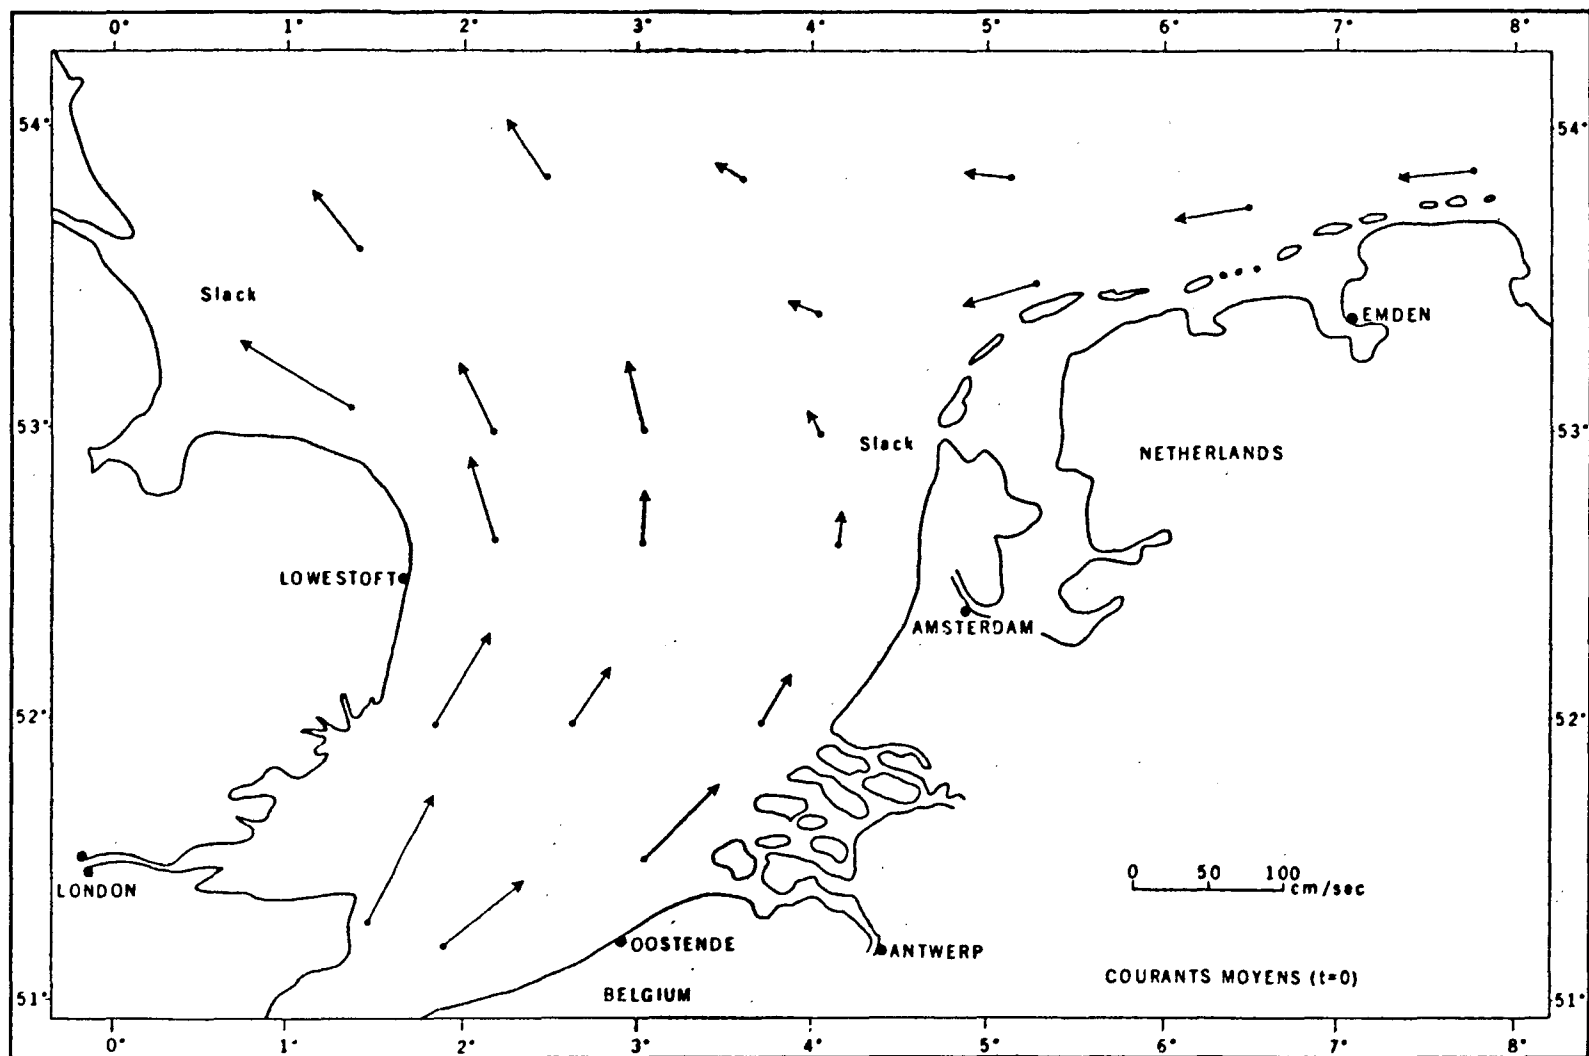 0° 1° 2° 3° 4° 5° 6° 7° 8°
54° 54°
Slack
EMDEN
53° 53°
Slack
NETHERLANDS
LOWESTOFT
AMSTERDAM
52° 52°
0 50 100
cm/sec
LONDON
OOSTENDE
ANTWERP
COURANTS MOYENS (t=0)
BELGIUM
51° 51°
0° 1° 2° 3° 4° 5° 6° 7° 8°